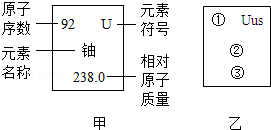 原子
序数
92 U
元素
符号
铀
元素
名称
238.0
相对
原子
质量
甲
① Uus
②
③
乙